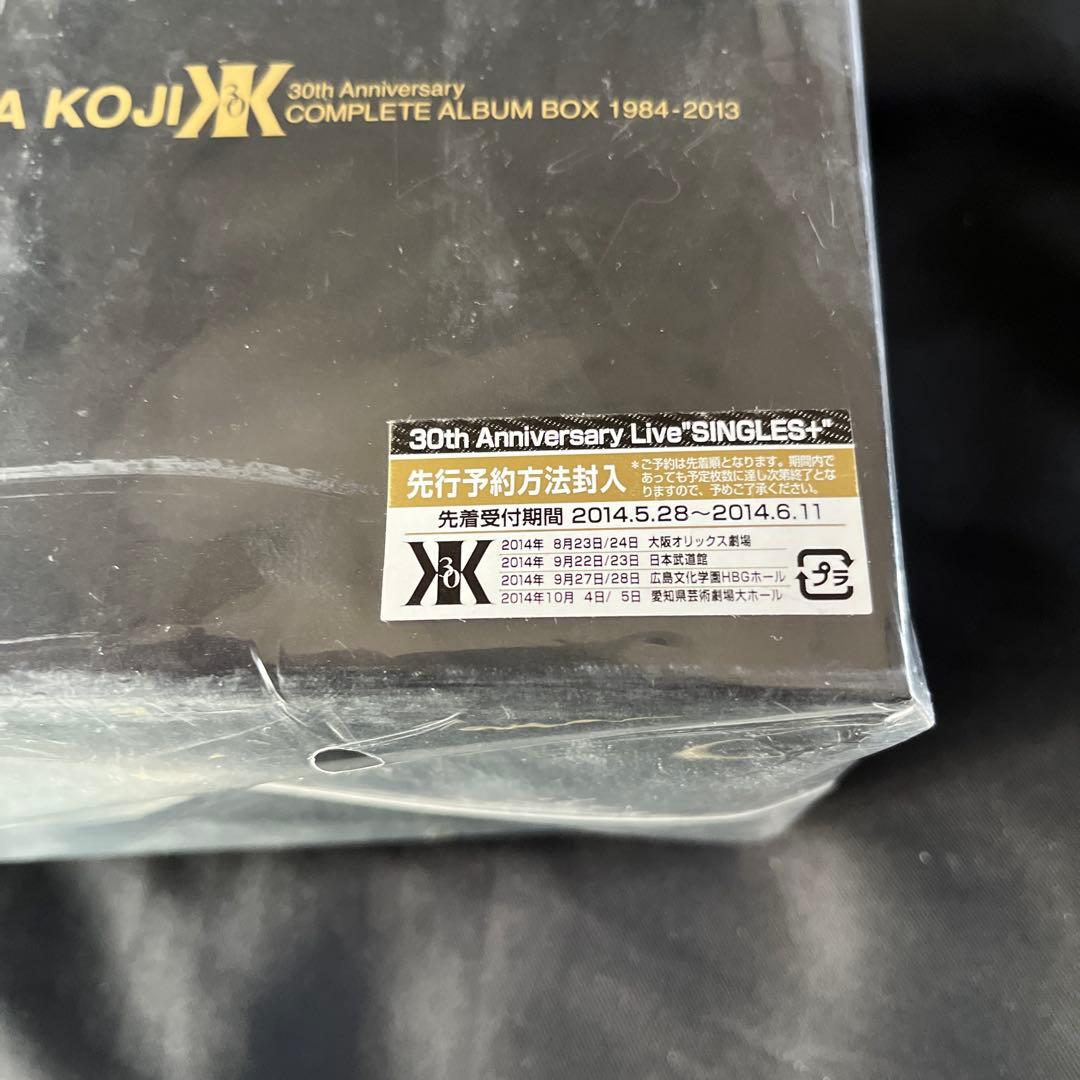 A KOJI
30
30th Anniversary
COMPLETE ALBUM BOX 1984-2013
30th Anniversary Live"SINGLES+"
先行予約方法封入
*ご予約は先着順となります。期間内で
あっても予定枚数に達し次第終了とな
りますので、予めご了承ください。
先着受付期間 2014.5.28〜2014.6.11
30
2014年 8月23日/24日 大阪オリックス劇場
2014年 9月22日/23日 日本武道館
2014年 9月27日/28日 広島文化学園HBGホール
2014年10月 4日/ 5日 愛知県芸術劇場大ホール
プラ